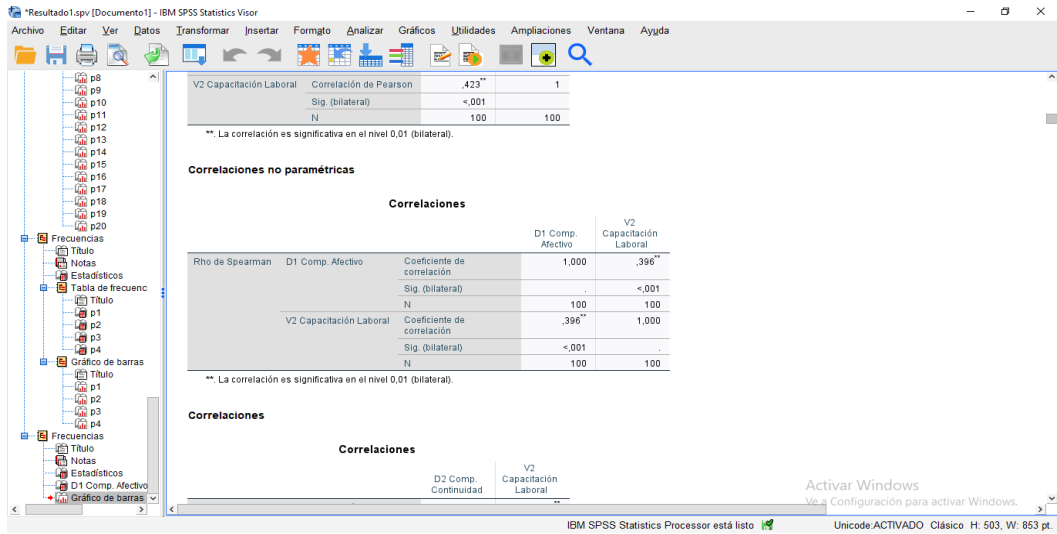 *Resultado1.spv [Documento1] - IBM SPSS Statistics Visor
Archivo Editar Ver Datos Transformar Insertar Formato Analizar Gráficos Utilidades Ampliaciones Ventana Ayuda
p8
p9
p10
p11
p12
p13
p14
p15
p16
p17
p18
p19
p20
Frecuencias
Título
Notas
Estadísticos
Tabla de frecuenc
Título
p1
p2
p3
p4
Gráfico de barras
Título
p1
p2
p3
p4
Frecuencias
Título
Notas
Estadísticos
D1 Comp. Afectivo
Gráfico de barras
V2 Capacitación Laboral Correlación de Pearson ,423** 1
Sig. (bilateral) <,001
N 100 100
**. La correlación es significativa en el nivel 0,01 (bilateral).
Correlaciones no paramétricas
Correlaciones
D1 Comp. Afectivo V2 Capacitación Laboral
Rho de Spearman D1 Comp. Afectivo Coeficiente de correlación 1,000 ,396**
Sig. (bilateral) . <,001
N 100 100
V2 Capacitación Laboral Coeficiente de correlación ,396** 1,000
Sig. (bilateral) <,001 .
N 100 100
**. La correlación es significativa en el nivel 0,01 (bilateral).
Correlaciones
Correlaciones
D2 Comp. Continuidad V2 Capacitación Laboral
Activar Windows
Ve a Configuración para activar Windows.
IBM SPSS Statistics Processor está listo Unicode:ACTIVADO Clásico H: 503, W: 853 pt.